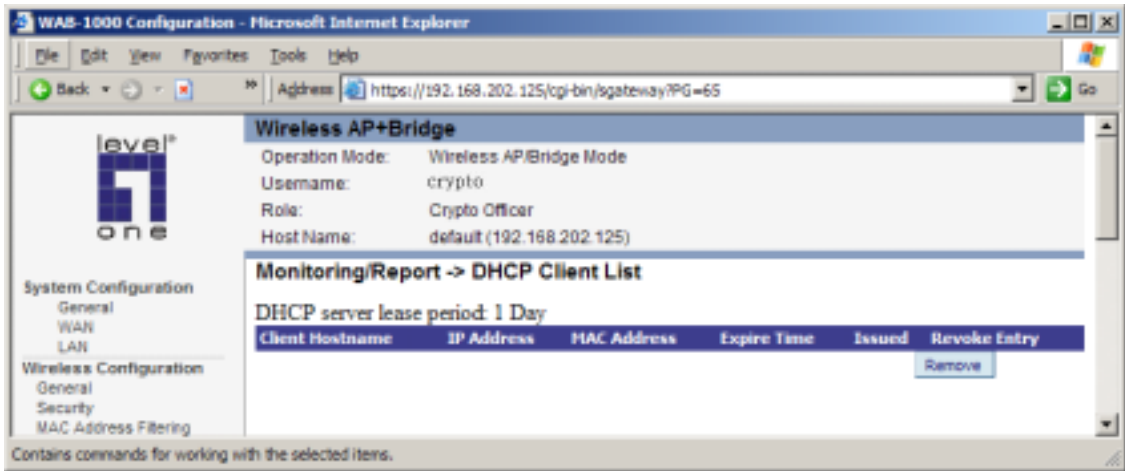 WAB-1000 Configuration - Microsoft Internet Explorer
File Edit View Favorites Tools Help
Back » Address https://192.168.202.125/cgi-bin/sgateway?PG=65 Go
level®
one
Wireless AP+Bridge
Operation Mode: Wireless AP/Bridge Mode
Username: crypto
Role: Crypto Officer
Host Name: default (192.168.202.125)
System Configuration
General
WAN
LAN
Wireless Configuration
General
Security
MAC Address Filtering
Monitoring/Report -> DHCP Client List
DHCP server lease period: 1 Day
Client Hostname IP Address MAC Address Expire Time Issued Revoke Entry
Remove
Contains commands for working with the selected items.